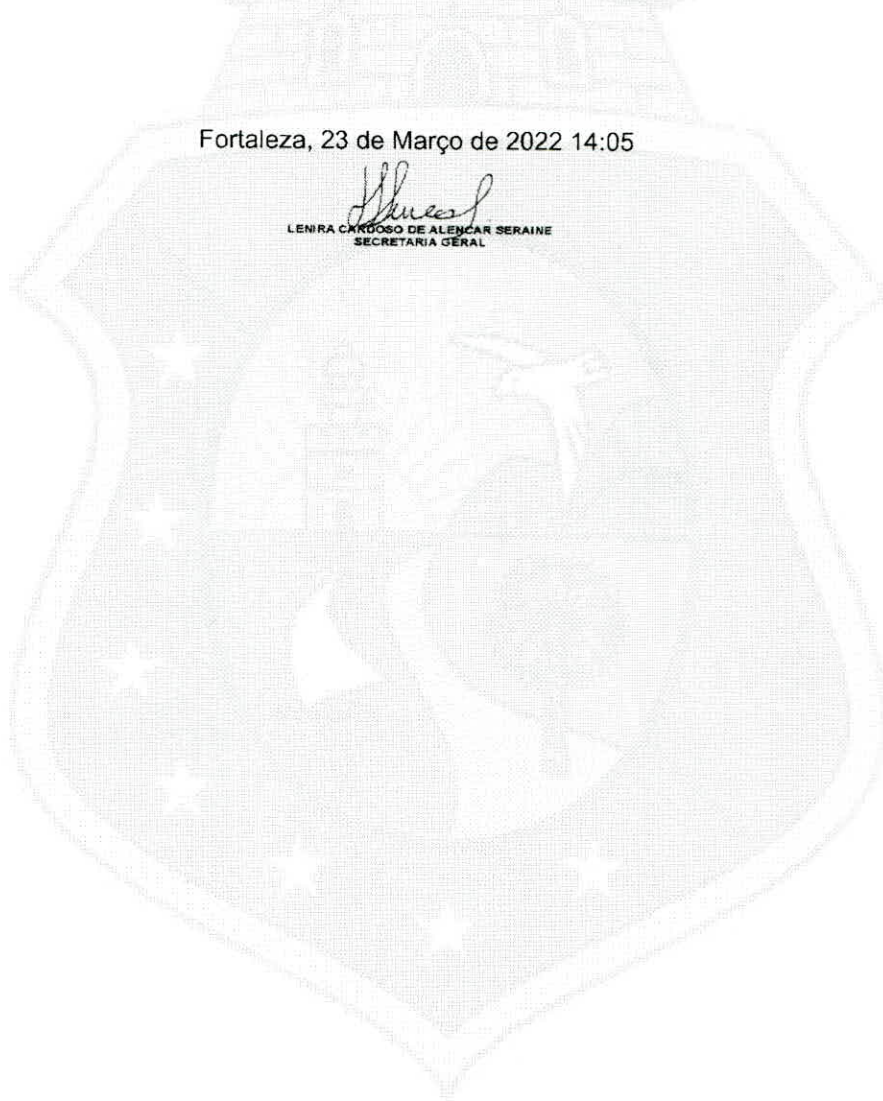 Fortaleza, 23 de Março de 2022 14:05
LENIRA CARDOSO DE ALENCAR SERAINE
SECRETARIA GERAL